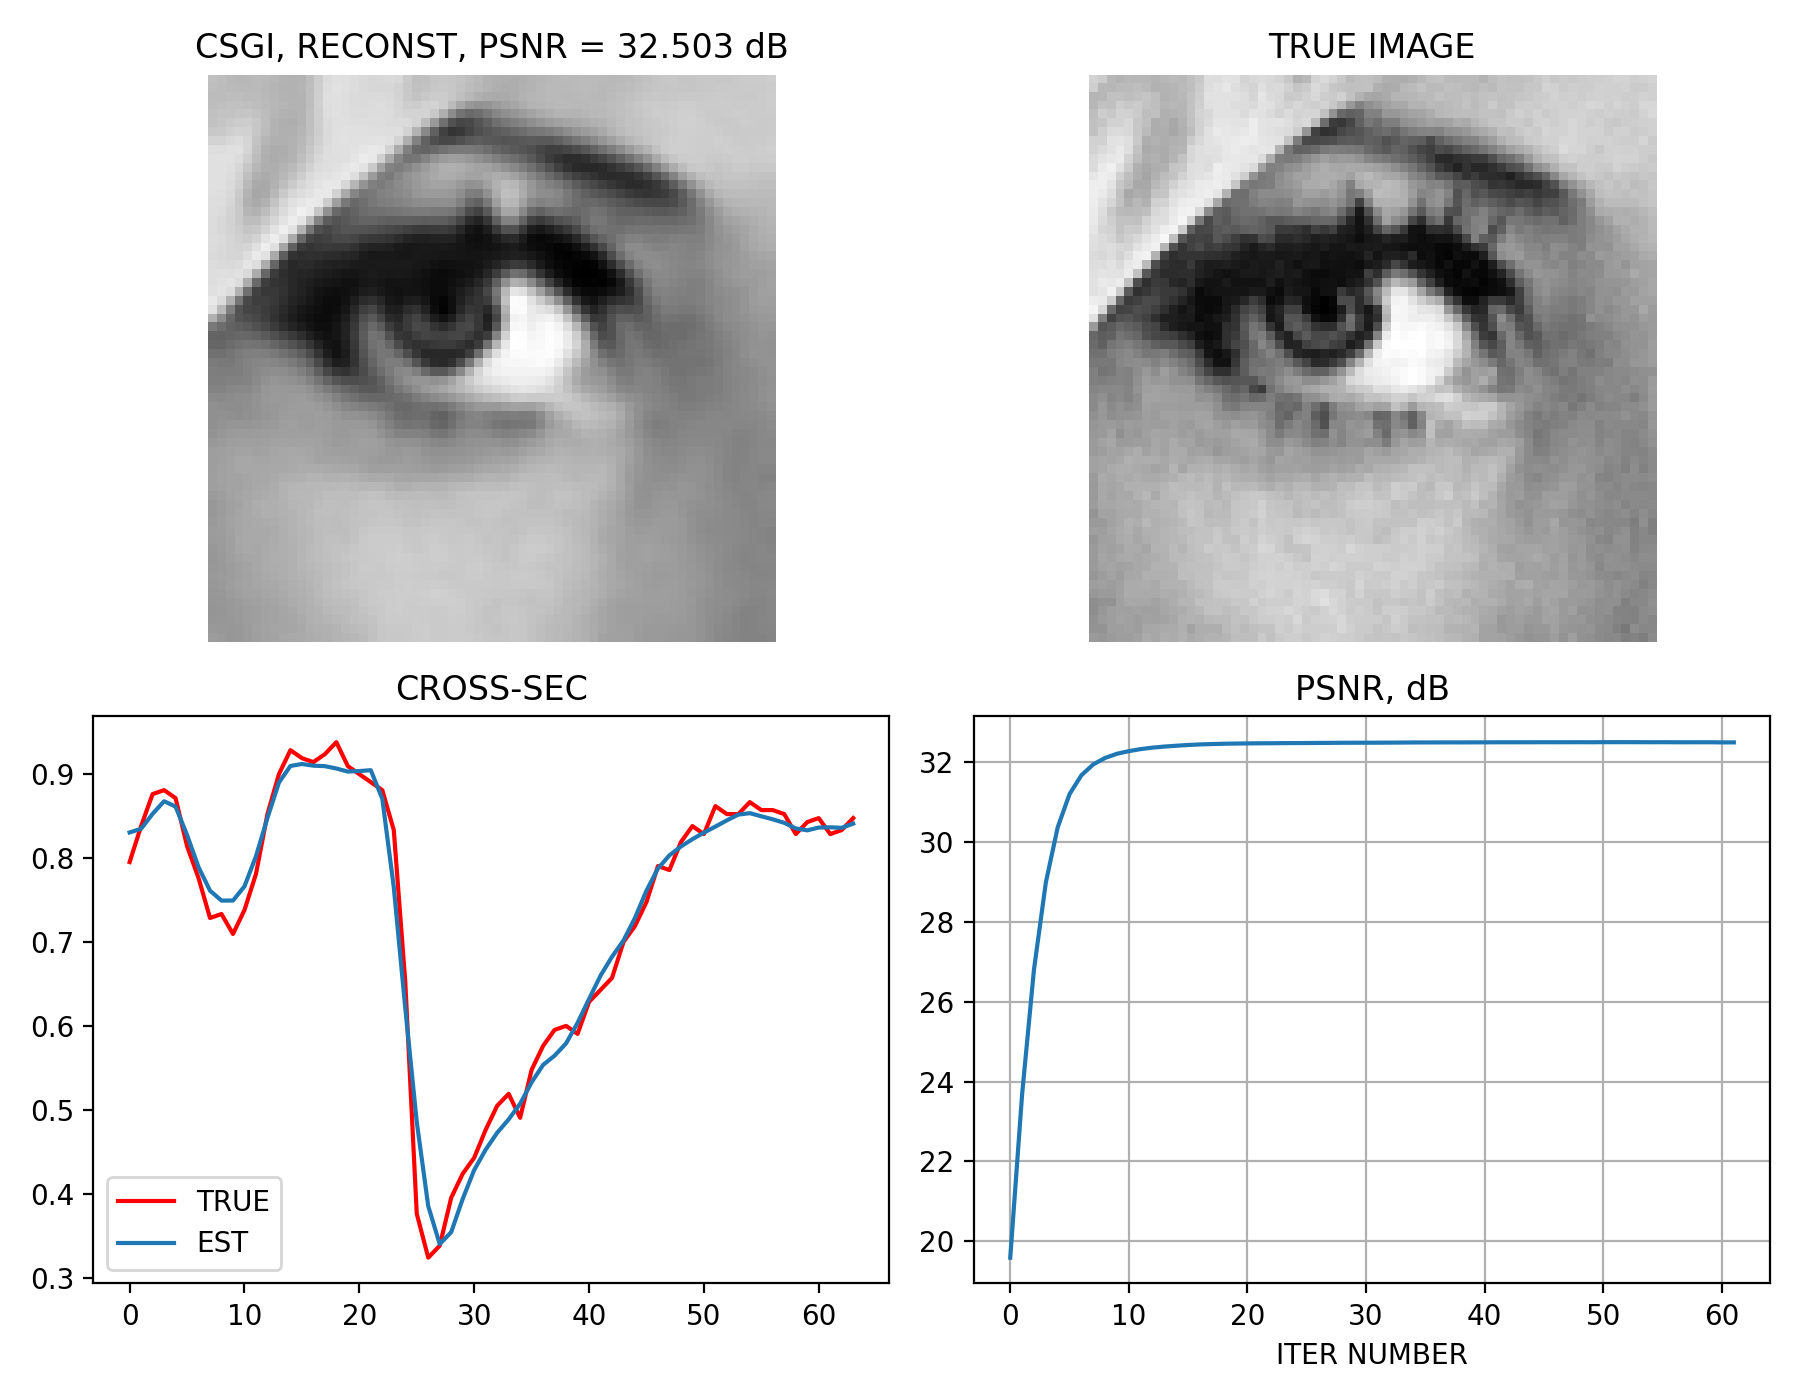 CSGI, RECONST, PSNR = 32.503 dB
TRUE IMAGE
CROSS-SEC
0.9
0.8
0.7
0.6
0.5
0.4
0.3
TRUE
EST
0 10 20 30 40 50 60
PSNR, dB
32
30
28
26
24
22
20
0 10 20 30 40 50 60
ITER NUMBER